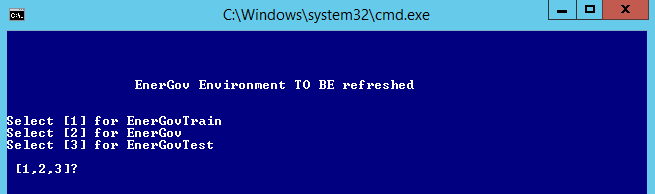 C:\Windows\system32\cmd.exe
EnerGov Environment TO BE refreshed
Select [1] for EnerGovTrain
Select [2] for EnerGov
Select [3] for EnerGovTest
[1,2,3]?